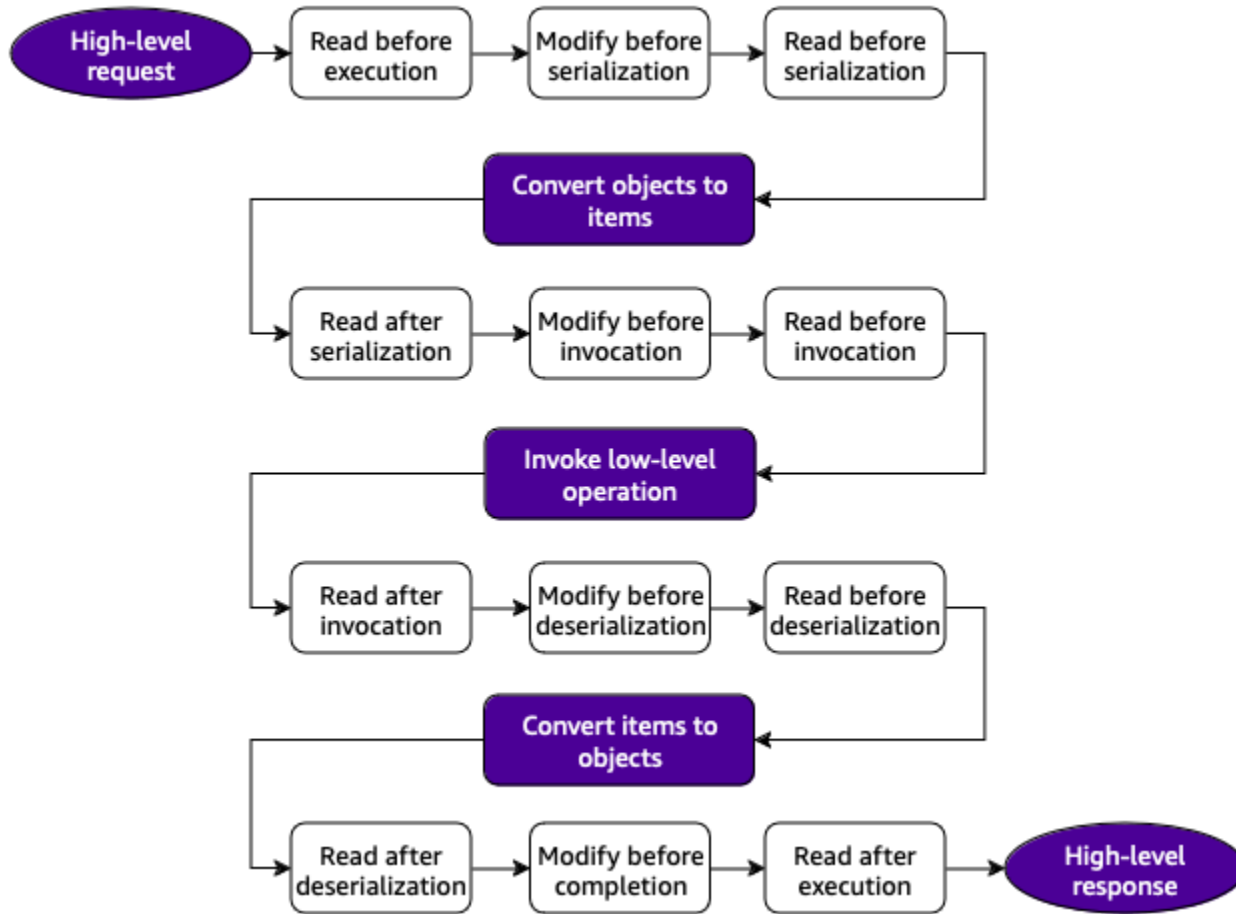 High-level
request
Read before
execution
Modify before
serialization
Read before
serialization
Convert objects to
items
Read after
serialization
Modify before
invocation
Read before
invocation
Invoke low-level
operation
Read after
invocation
Modify before
deserialization
Read before
deserialization
Convert items to
objects
Read after
deserialization
Modify before
completion
Read after
execution
High-level
response